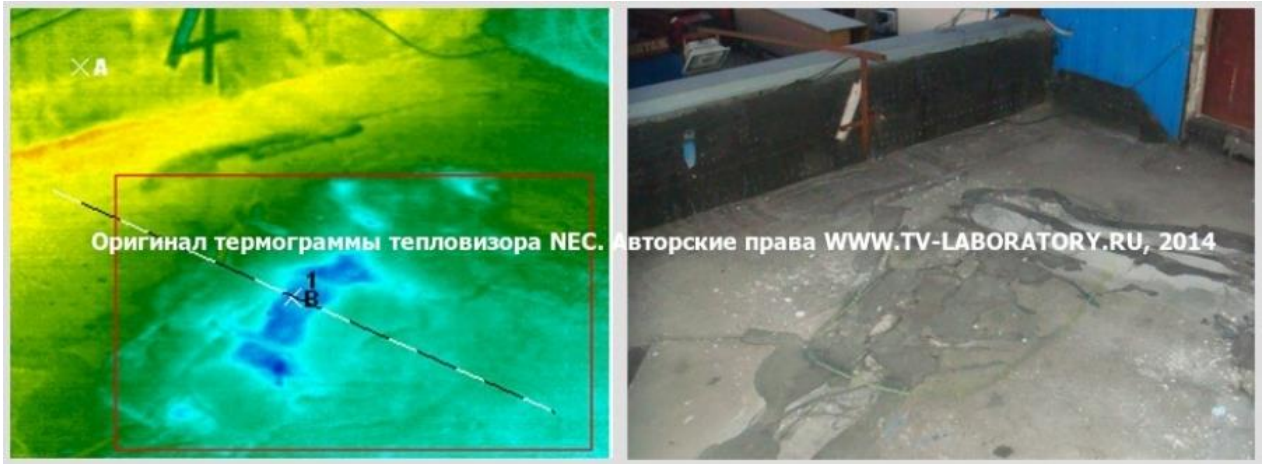 4
A
Оригинал термограммы тепловизора NEC. Авторские права WWW.TV-LABORATORY.RU, 2014
1
B